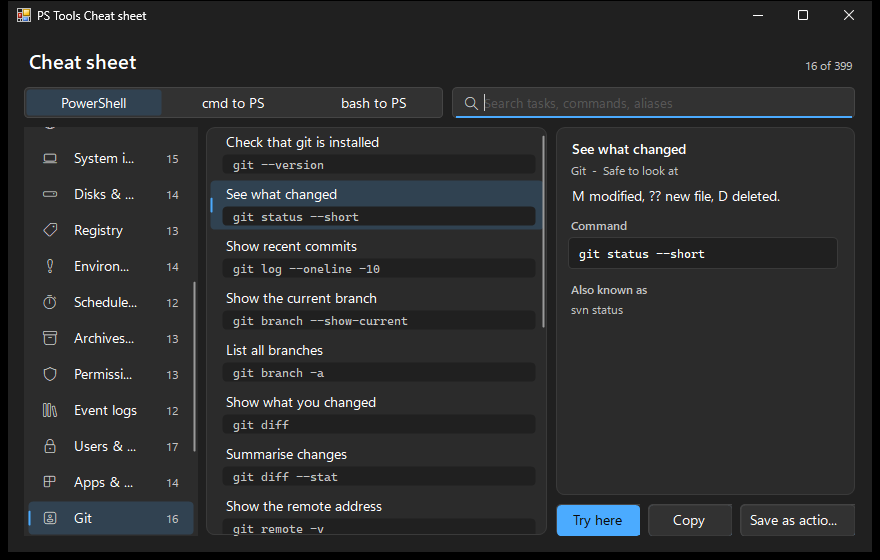 PS Tools Cheat sheet
Cheat sheet
16 of 399
PowerShell
cmd to PS
bash to PS
Search tasks, commands, aliases
System i... 15
Disks & ... 14
Registry 13
Environ... 14
Schedule... 12
Archives... 13
Permissi... 13
Event logs 12
Users & ... 17
Apps & ... 14
Git 16
Check that git is installed
git --version
See what changed
git status --short
Show recent commits
git log --oneline -10
Show the current branch
git branch --show-current
List all branches
git branch -a
Show what you changed
git diff
Summarise changes
git diff --stat
Show the remote address
git remote -v
See what changed
Git - Safe to look at
M modified, ?? new file, D deleted.
Command
git status --short
Also known as
svn status
Try here
Copy
Save as actio...